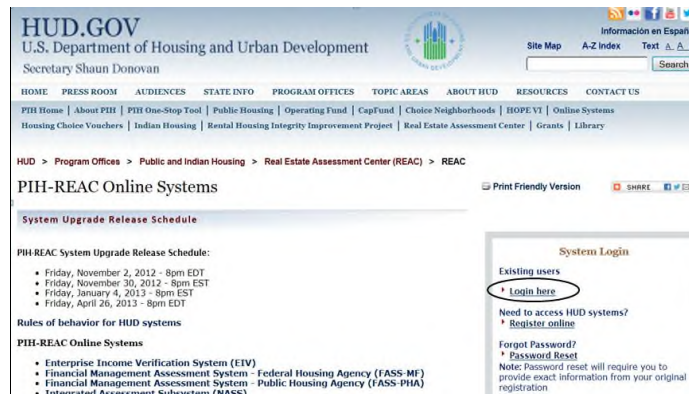 HUD.GOV
U.S. Department of Housing and Urban Development
Secretary Shaun Donovan
Información en Españ
Site Map A-Z Index Text A A
Search
HOME PRESS ROOM AUDIENCES STATE INFO PROGRAM OFFICES TOPIC AREAS ABOUT HUD RESOURCES CONTACT US
PIH Home | About PIH | PIH One-Stop Tool | Public Housing | Operating Fund | CapFund | Choice Neighborhoods | HOPE VI | Online Systems
Housing Choice Vouchers | Indian Housing | Rental Housing Integrity Improvement Project | Real Estate Assessment Center | Grants | Library
HUD > Program Offices > Public and Indian Housing > Real Estate Assessment Center (REAC) > REAC
PIH-REAC Online Systems
Print Friendly Version SHARE
System Upgrade Release Schedule
PIH-REAC System Upgrade Release Schedule:
• Friday, November 2, 2012 - 8pm EDT
• Friday, November 30, 2012 - 8pm EST
• Friday, January 4, 2013 - 8pm EST
• Friday, April 26, 2013 - 8pm EDT
Rules of behavior for HUD systems
PIH-REAC Online Systems
• Enterprise Income Verification System (EIV)
• Financial Management Assessment System - Federal Housing Agency (FASS-MF)
• Financial Management Assessment System - Public Housing Agency (FASS-PHA)
• Integrated Assessment Subsystem (NASS)
System Login
Existing users
Login here
Need to access HUD systems?
Register online
Forgot Password?
Password Reset
Note: Password reset will require you to
provide exact information from your original
registration